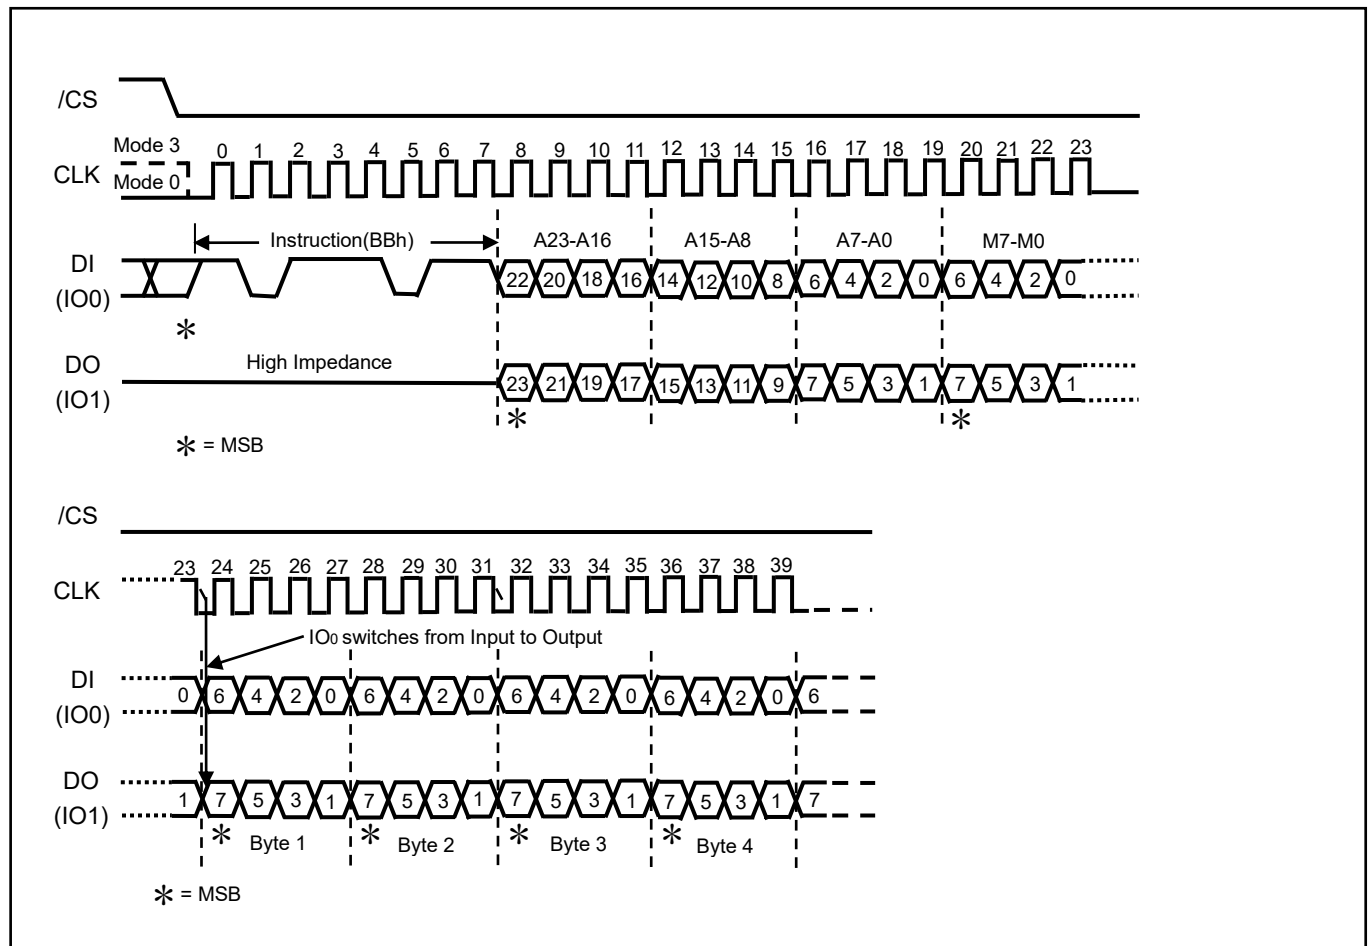 /CS
Mode 3
CLK
Mode 0
0 1 2 3 4 5 6 7 8 9 10 11 12 13 14 15 16 17 18 19 20 21 22 23
Instruction(BBh)
A23-A16 A15-A8 A7-A0 M7-M0
DI
(IO0)
22 20 18 16 14 12 10 8 6 4 2 0 6 4 2 0
*
DO
(IO1)
High Impedance
23 21 19 17 15 13 11 9 7 5 3 1 7 5 3 1
* *
* = MSB
/CS
CLK
23 24 25 26 27 28 29 30 31 32 33 34 35 36 37 38 39
IO0 switches from Input to Output
DI
(IO0)
0 6 4 2 0 6 4 2 0 6 4 2 0 6 4 2 0 6
DO
(IO1)
1 7 5 3 1 7 5 3 1 7 5 3 1 7 5 3 1 7
* Byte 1 * Byte 2 * Byte 3 * Byte 4
* = MSB